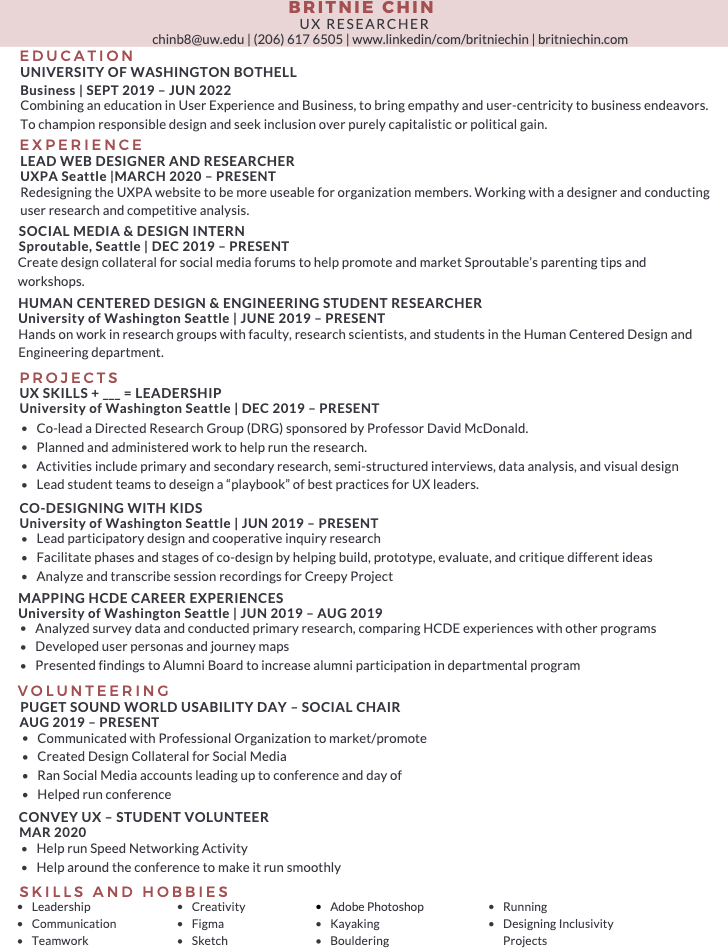 BRITNIE CHIN
UX RESEARCHER
chinb8@uw.edu | (206) 617 6505 | www.linkedin/com/britniechin | britniechin.com
EDUCATION
UNIVERSITY OF WASHINGTON BOTHELL
Business | SEPT 2019 – JUN 2022
Combining an education in User Experience and Business, to bring empathy and user-centricity to business endeavors.
To champion responsible design and seek inclusion over purely capitalistic or political gain.
EXPERIENCE
LEAD WEB DESIGNER AND RESEARCHER
UXPA Seattle |MARCH 2020 – PRESENT
Redesigning the UXPA website to be more useable for organization members. Working with a designer and conducting
user research and competitive analysis.
SOCIAL MEDIA & DESIGN INTERN
Sproutable, Seattle | DEC 2019 – PRESENT
Create design collateral for social media forums to help promote and market Sproutable's parenting tips and
workshops.
HUMAN CENTERED DESIGN & ENGINEERING STUDENT RESEARCHER
University of Washington Seattle | JUNE 2019 – PRESENT
Hands on work in research groups with faculty, research scientists, and students in the Human Centered Design and
Engineering department.
PROJECTS
UX SKILLS + ___ = LEADERSHIP
University of Washington Seattle | DEC 2019 – PRESENT
• Co-lead a Directed Research Group (DRG) sponsored by Professor David McDonald.
• Planned and administered work to help run the research.
• Activities include primary and secondary research, semi-structured interviews, data analysis, and visual design
• Lead student teams to deseign a “playbook” of best practices for UX leaders.
CO-DESIGNING WITH KIDS
University of Washington Seattle | JUN 2019 – PRESENT
• Lead participatory design and cooperative inquiry research
• Facilitate phases and stages of co-design by helping build, prototype, evaluate, and critique different ideas
• Analyze and transcribe session recordings for Creepy Project
MAPPING HCDE CAREER EXPERIENCES
University of Washington Seattle | JUN 2019 – AUG 2019
• Analyzed survey data and conducted primary research, comparing HCDE experiences with other programs
• Developed user personas and journey maps
• Presented findings to Alumni Board to increase alumni participation in departmental program
VOLUNTEERING
PUGET SOUND WORLD USABILITY DAY – SOCIAL CHAIR
AUG 2019 – PRESENT
• Communicated with Professional Organization to market/promote
• Created Design Collateral for Social Media
• Ran Social Media accounts leading up to conference and day of
• Helped run conference
CONVEY UX – STUDENT VOLUNTEER
MAR 2020
• Help run Speed Networking Activity
• Help around the conference to make it run smoothly
SKILLS AND HOBBIES
• Leadership
• Communication
• Teamwork
• Creativity
• Figma
• Sketch
• Adobe Photoshop
• Kayaking
• Bouldering
• Running
• Designing Inclusivity
Projects